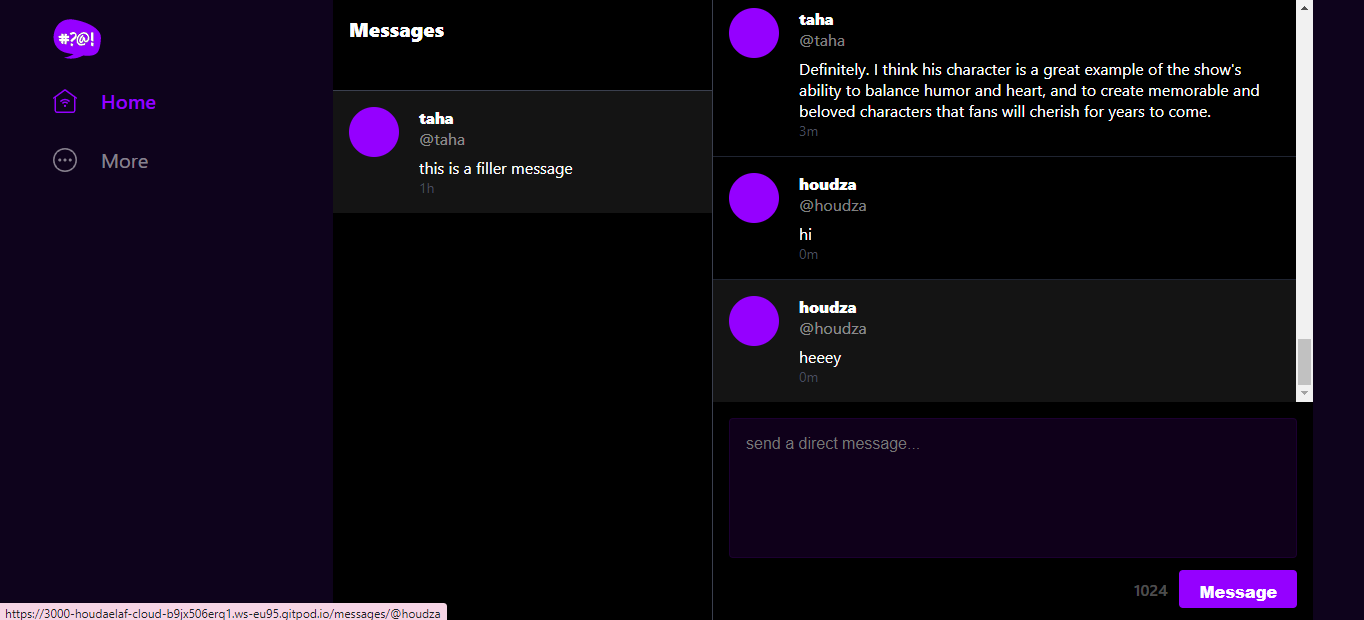 #?@!
Home
More
Messages
taha
@taha
this is a filler message
1h
taha
@taha
Definitely. I think his character is a great example of the show's
ability to balance humor and heart, and to create memorable and
beloved characters that fans will cherish for years to come.
3m
houdza
@houdza
hi
0m
houdza
@houdza
heeey
0m
send a direct message...
1024
Message
https://3000-houdaelaf-cloud-b9jx506erq1.ws-eu95.gitpod.io/messages/@houdza